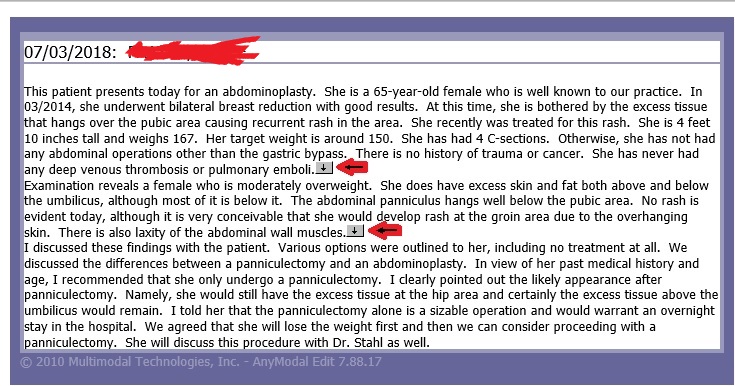 07/03/2018:
This patient presents today for an abdominoplasty. She is a 65-year-old female who is well known to our practice. In
03/2014, she underwent bilateral breast reduction with good results. At this time, she is bothered by the excess tissue
that hangs over the pubic area causing recurrent rash in the area. She recently was treated for this rash. She is 4 feet
10 inches tall and weighs 167. Her target weight is around 150. She has had 4 C-sections. Otherwise, she has not had
any abdominal operations other than the gastric bypass. There is no history of trauma or cancer. She has never had
any deep venous thrombosis or pulmonary emboli.
Examination reveals a female who is moderately overweight. She does have excess skin and fat both above and below
the umbilicus, although most of it is below it. The abdominal panniculus hangs well below the pubic area. No rash is
evident today, although it is very conceivable that she would develop rash at the groin area due to the overhanging
skin. There is also laxity of the abdominal wall muscles.
I discussed these findings with the patient. Various options were outlined to her, including no treatment at all. We
discussed the differences between a panniculectomy and an abdominoplasty. In view of her past medical history and
age, I recommended that she only undergo a panniculectomy. I clearly pointed out the likely appearance after
panniculectomy. Namely, she would still have the excess tissue at the hip area and certainly the excess tissue above the
umbilicus would remain. I told her that the panniculectomy alone is a sizable operation and would warrant an overnight
stay in the hospital. We agreed that she will lose the weight first and then we can consider proceeding with a
panniculectomy. She will discuss this procedure with Dr. Stahl as well.
© 2010 Multimodal Technologies, Inc. - AnyModal Edit 7.88.17